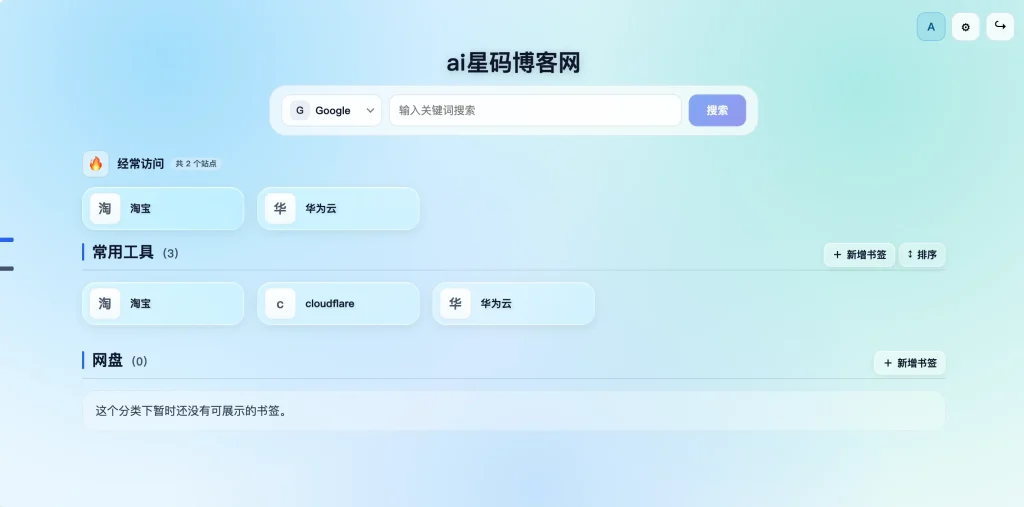 A
ai星码博客网
G Google 输入关键词搜索 搜索
经常访问 共 2 个站点
淘 淘宝 华 华为云
常用工具 (3) + 新增书签 ↕ 排序
淘 淘宝 c cloudflare 华 华为云
网盘 (0) + 新增书签
这个分类下暂时还没有可展示的书签。